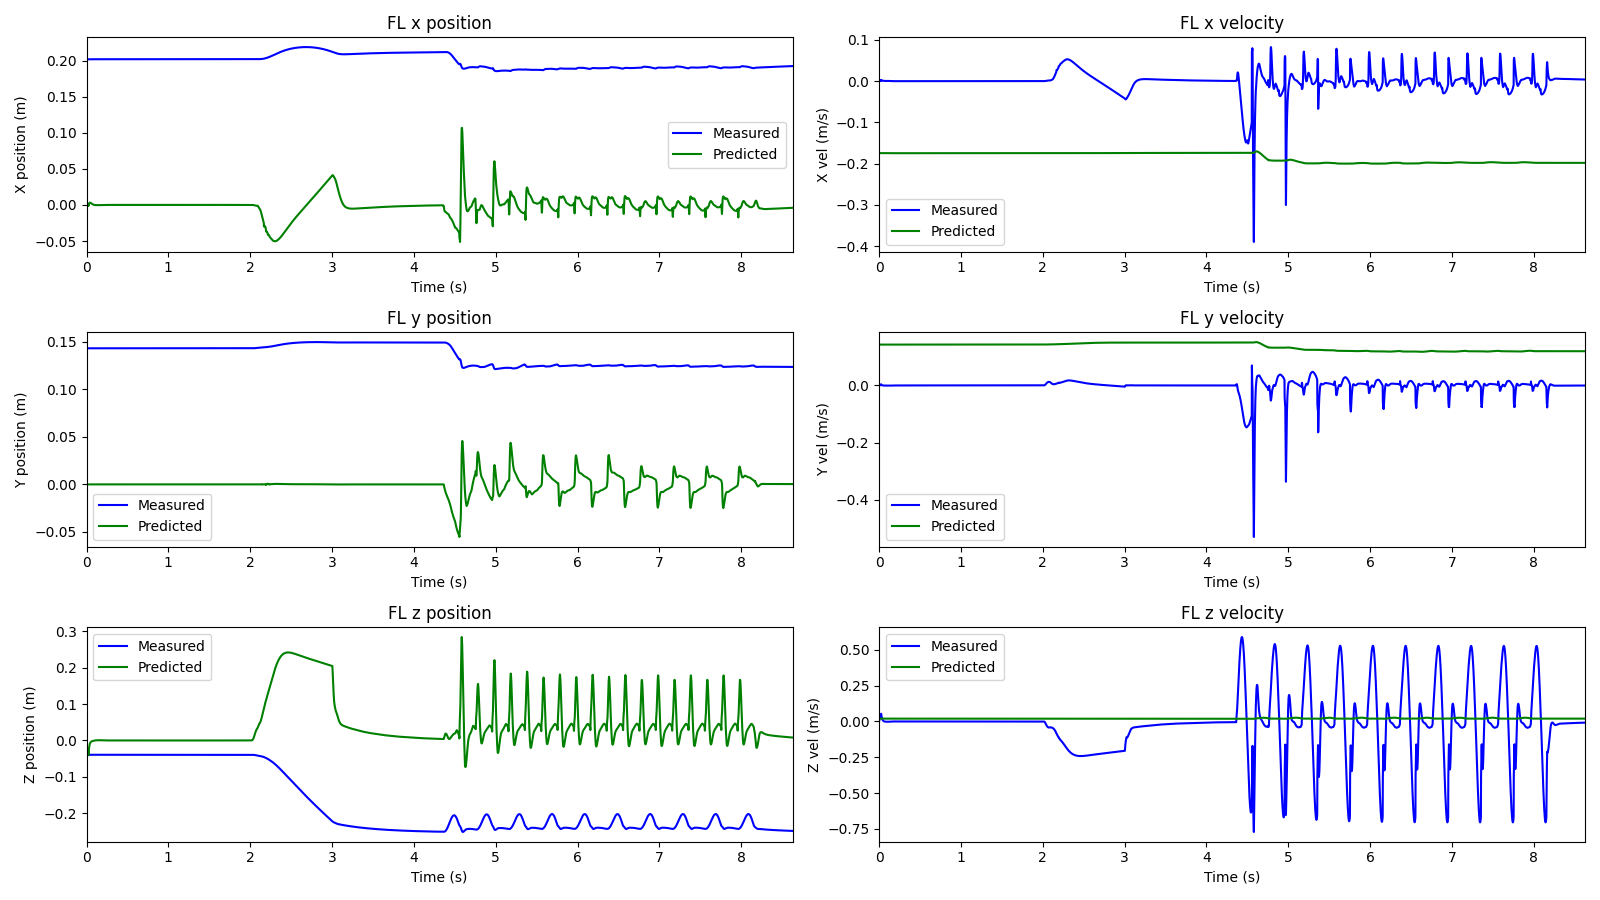 FL x position
X position (m)
0.20
0.15
0.10
0.05
0.00
−0.05
Measured
Predicted
0 1 2 3 4 5 6 7 8
Time (s)
FL x velocity
X vel (m/s)
0.1
0.0
−0.1
−0.2
−0.3
−0.4
Measured
Predicted
0 1 2 3 4 5 6 7 8
Time (s)
FL y position
Y position (m)
0.15
0.10
0.05
0.00
−0.05
Measured
Predicted
0 1 2 3 4 5 6 7 8
Time (s)
FL y velocity
Y vel (m/s)
0.0
−0.2
−0.4
Measured
Predicted
0 1 2 3 4 5 6 7 8
Time (s)
FL z position
Z position (m)
0.3
0.2
0.1
0.0
−0.1
−0.2
Measured
Predicted
0 1 2 3 4 5 6 7 8
Time (s)
FL z velocity
Z vel (m/s)
0.50
0.25
0.00
−0.25
−0.50
−0.75
Measured
Predicted
0 1 2 3 4 5 6 7 8
Time (s)